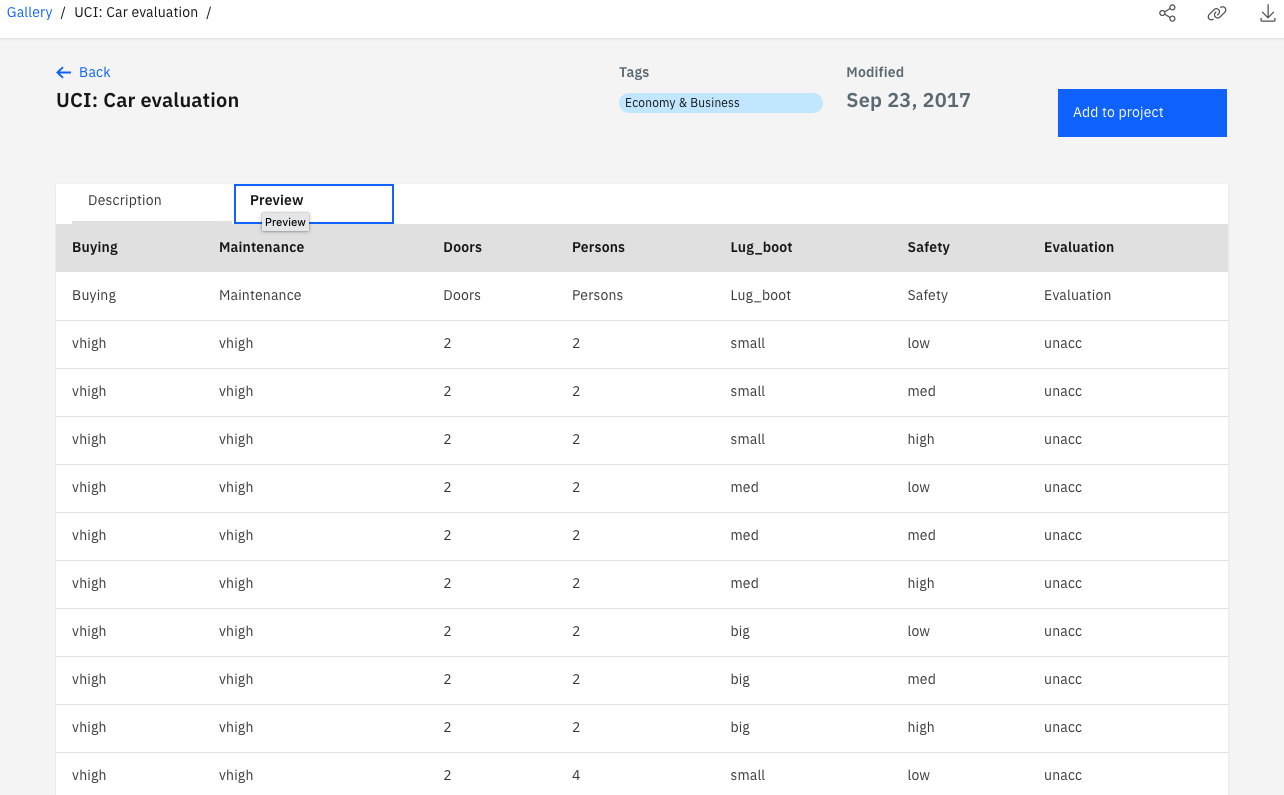 Gallery / UCI: Car evaluation /
Back
UCI: Car evaluation
Tags
Economy & Business
Modified
Sep 23, 2017
Add to project
Description Preview
Preview
Buying Maintenance Doors Persons Lug_boot Safety Evaluation
Buying Maintenance Doors Persons Lug_boot Safety Evaluation
vhigh vhigh 2 2 small low unacc
vhigh vhigh 2 2 small med unacc
vhigh vhigh 2 2 small high unacc
vhigh vhigh 2 2 med low unacc
vhigh vhigh 2 2 med med unacc
vhigh vhigh 2 2 med high unacc
vhigh vhigh 2 2 big low unacc
vhigh vhigh 2 2 big med unacc
vhigh vhigh 2 2 big high unacc
vhigh vhigh 2 4 small low unacc